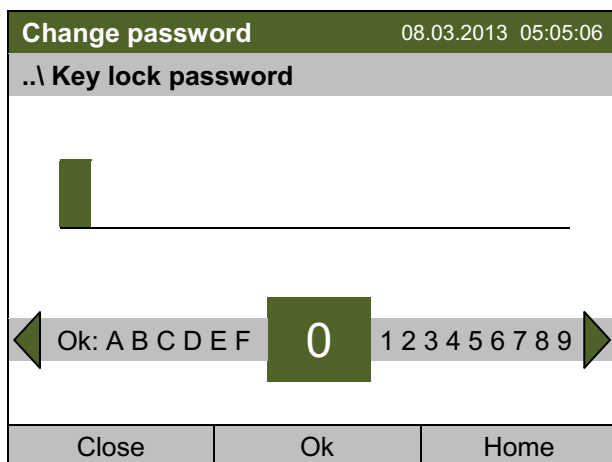 Change password 08.03.2013 05:05:06
..\ Key lock password
Ok: A B C D E F 0 1 2 3 4 5 6 7 8 9
Close Ok Home